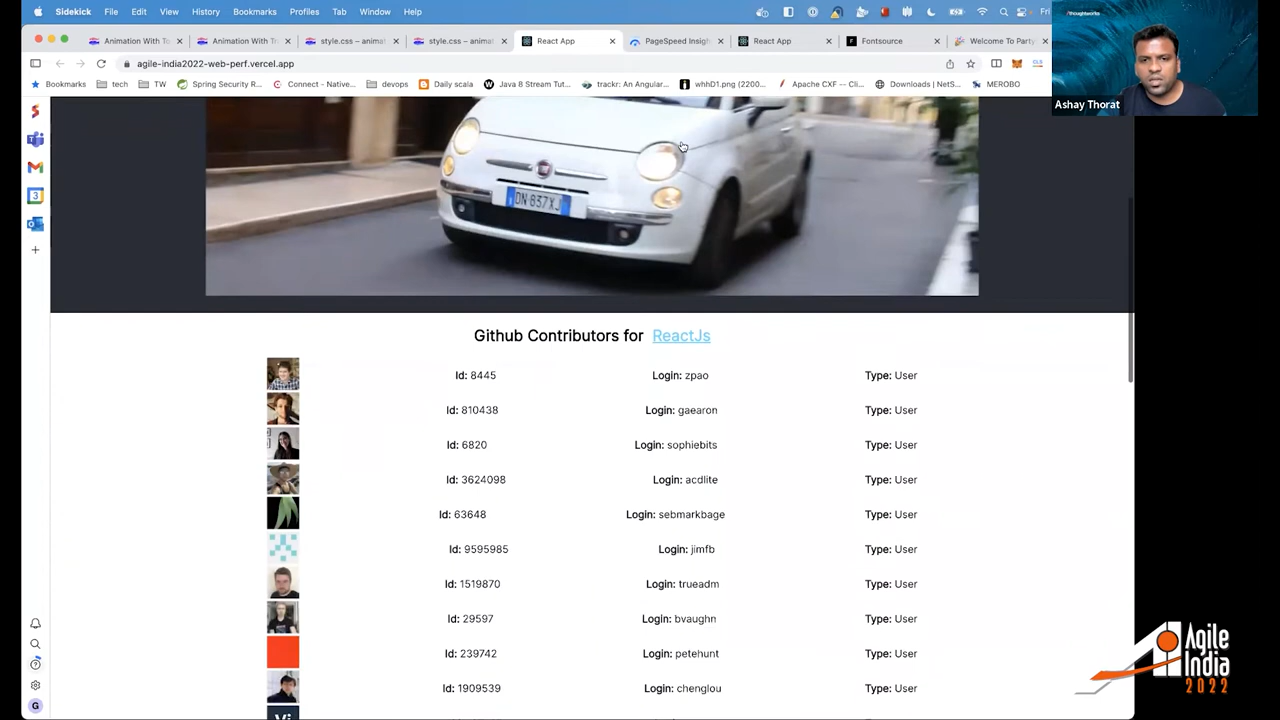 Sidekick File Edit View History Bookmarks Profiles Tab Window Help
Animation With To
Animation With Tr
style.css – animat
style.css – animat
React App
PageSpeed Insigh
React App
Fontsource
Welcome To Party
/thoughtworks
agile-india2022-web-perf.vercel.app
Bookmarks
tech
TW
Spring Security R...
Connect - Native...
devops
Daily scala
Java 8 Stream Tut...
trackr: An Angular...
whhD1.png (2200...
Apache CXF -- Cli...
Downloads | NetS...
MEROBO
Ashay Thorat
DN 837XJ
Github Contributors for ReactJs
Id: 8445 Login: zpao Type: User
Id: 810438 Login: gaearon Type: User
Id: 6820 Login: sophiebits Type: User
Id: 3624098 Login: acdlite Type: User
Id: 63648 Login: sebmarkbage Type: User
Id: 9595985 Login: jimfb Type: User
Id: 1519870 Login: trueadm Type: User
Id: 29597 Login: bvaughn Type: User
Id: 239742 Login: petehunt Type: User
Id: 1909539 Login: chenglou Type: User
Agile
India
2022